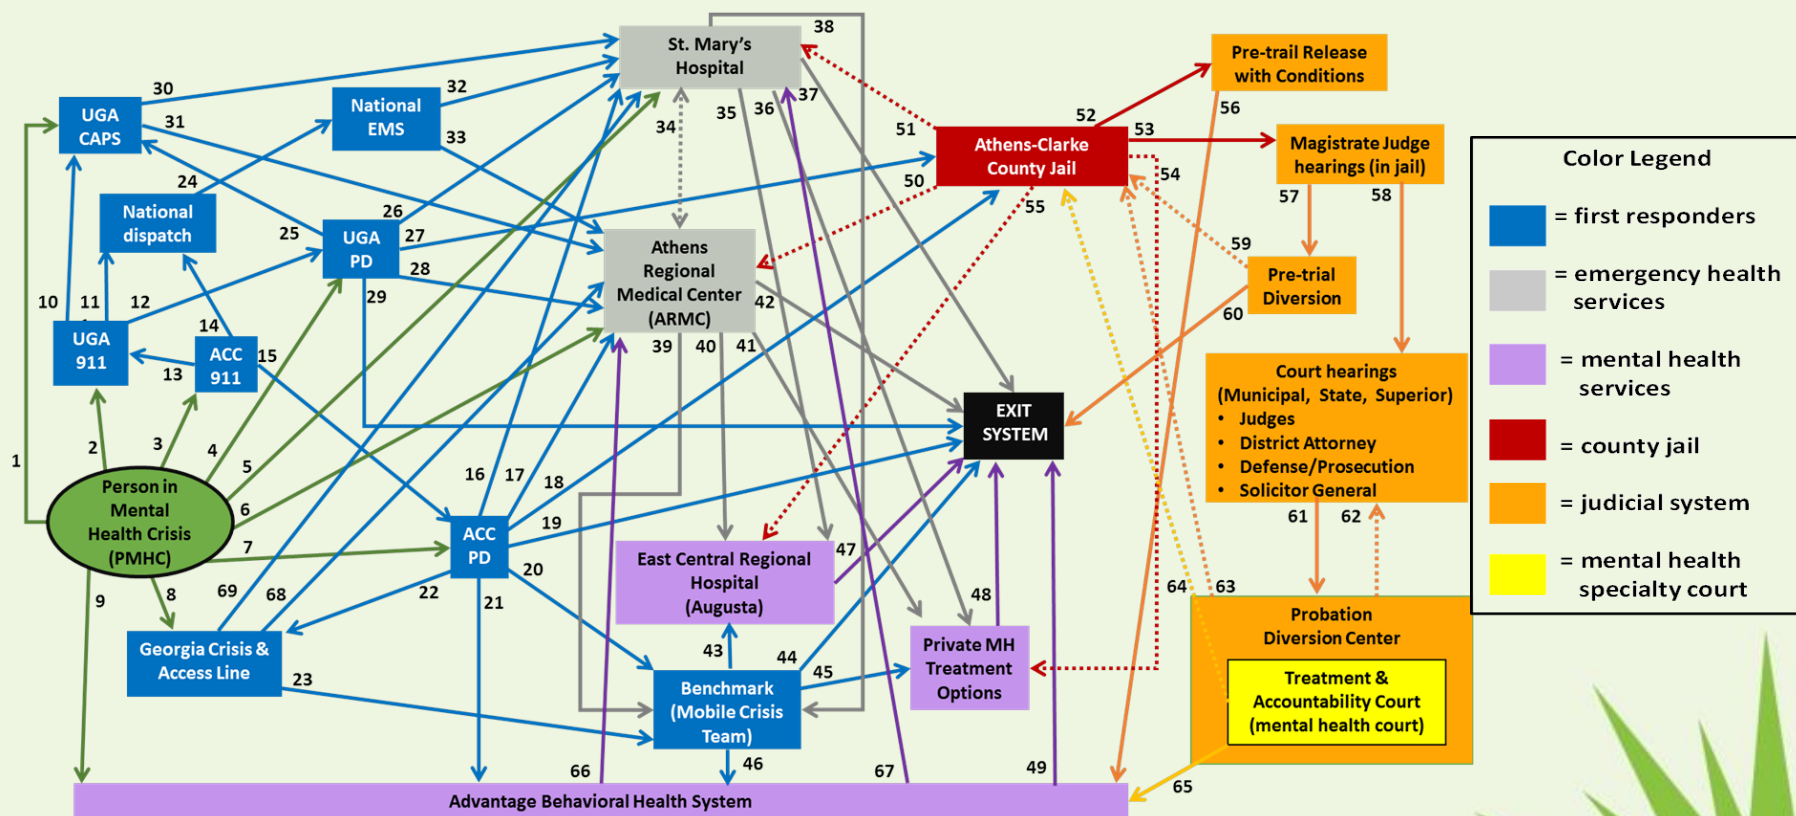 St. Mary's
Hospital
38
Pre-trail Release
with Conditions
30
32
UGA
CAPS
National
EMS
31
33
34
35
36
37
51
52
53
56
Athens-Clarke
County Jail
Magistrate Judge
hearings (in jail)
Color Legend
24
National
dispatch
50
54
55
57
58
= first responders
25
26
27
28
29
UGA
PD
Athens
Regional
Medical Center
(ARMC)
59
Pre-trial
Diversion
60
= emergency health
services
10
11
12
14
42
UGA
911
ACC
911
13
15
39
40
41
= mental health
services
Court hearings
(Municipal, State, Superior)
• Judges
• District Attorney
• Defense/Prosecution
• Solicitor General
EXIT
SYSTEM
1
2
3
4
5
6
7
= county jail
Person in
Mental
Health Crisis
(PMHC)
16
17
18
19
= judicial system
61
62
ACC
PD
20
47
East Central Regional
Hospital
(Augusta)
= mental health
specialty court
9
8
69
68
22
21
48
64
63
Georgia Crisis &
Access Line
23
43
44
45
Private MH
Treatment
Options
Probation
Diversion Center
Benchmark
(Mobile Crisis
Team)
Treatment &
Accountability Court
(mental health court)
66
46
67
49
65
Advantage Behavioral Health System